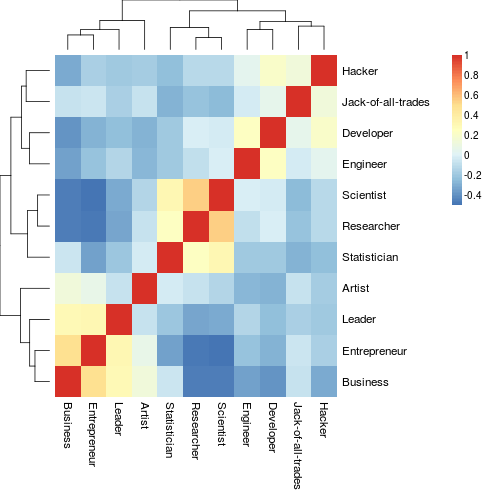 Hacker
Jack-of-all-trades
Developer
Engineer
Scientist
Researcher
Statistician
Artist
Leader
Entrepreneur
Business
1
0.8
0.6
0.4
0.2
0
-0.2
-0.4
Business
Entrepreneur
Leader
Artist
Statistician
Researcher
Scientist
Engineer
Developer
Jack-of-all-trades
Hacker